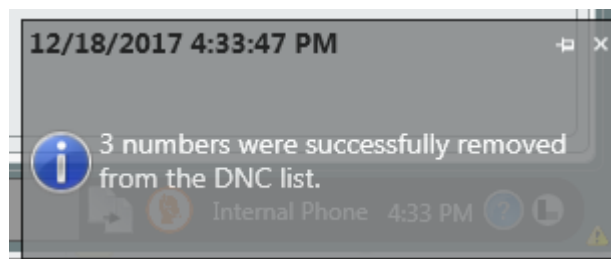 12/18/2017 4:33:47 PM
3 numbers were successfully removed
from the DNC list.
Internal Phone 4:33 PM